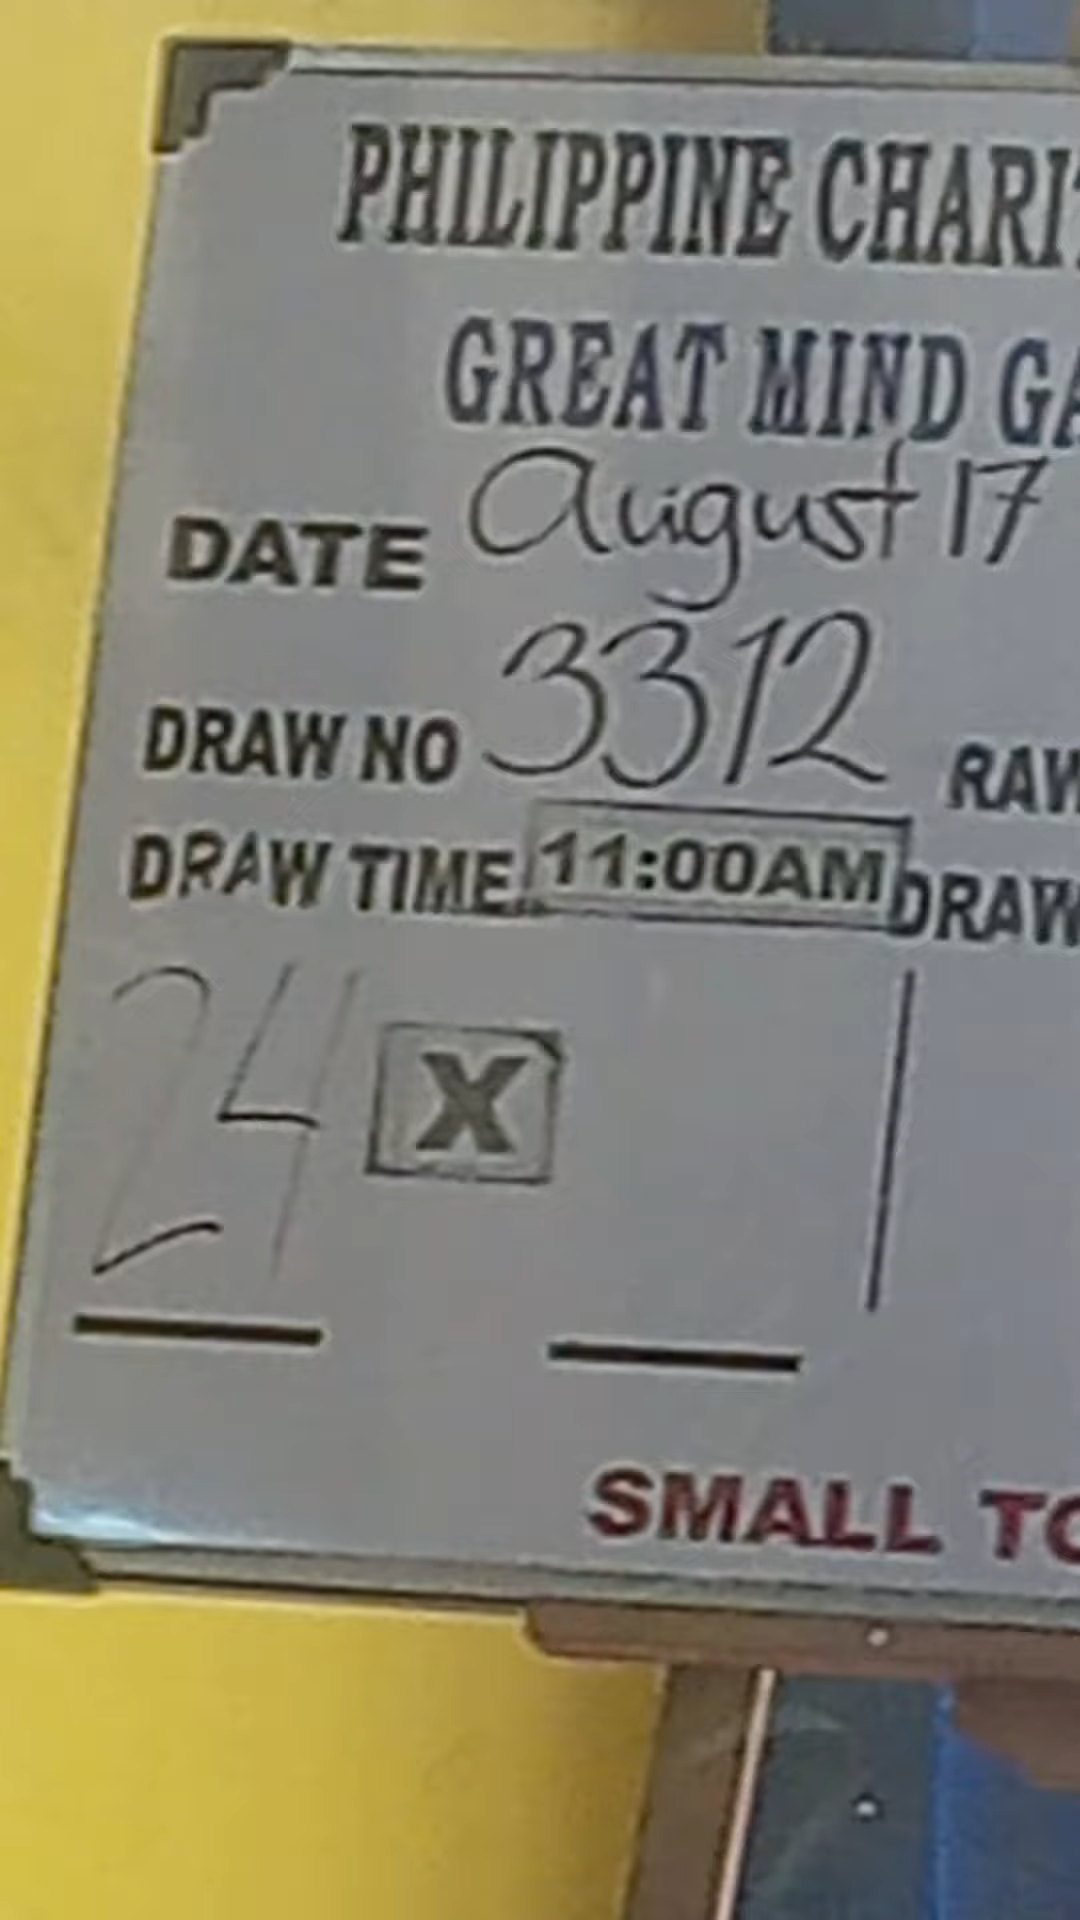 PHILIPPINE CHARI
GREAT MIND GA
DATE August 17
DRAW NO 3312 RAW
DRAW TIME 11:00AM DRAW
24 X
SMALL TO